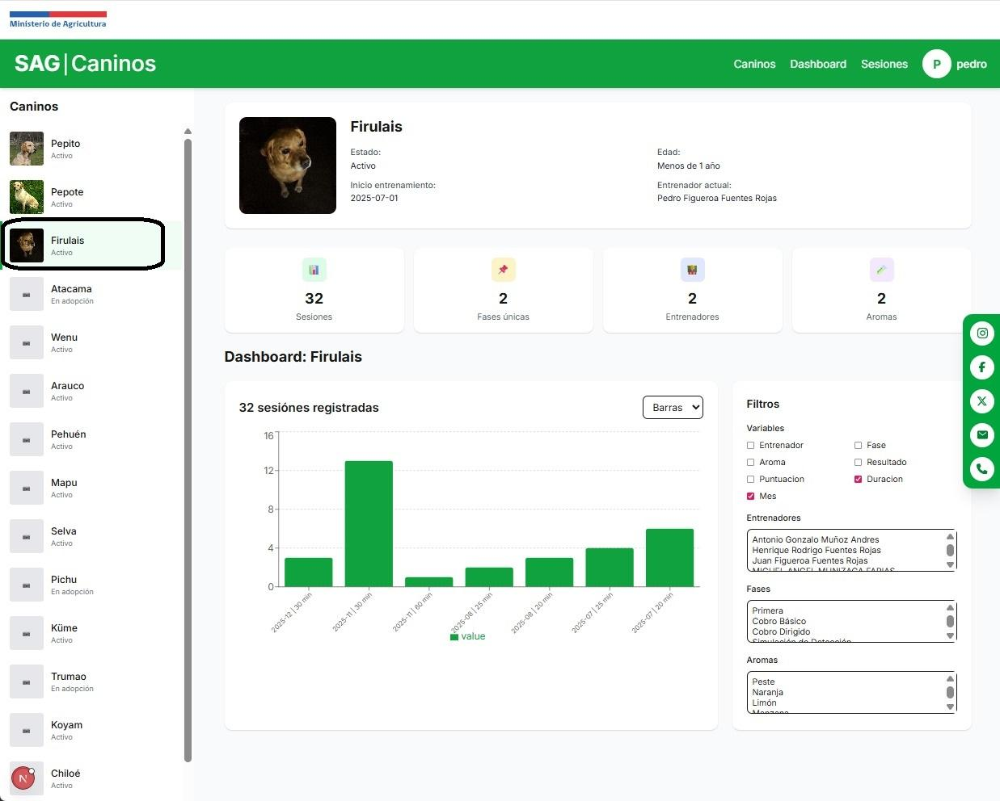 Ministerio de Agricultura
SAG|Caninos
Caninos
Dashboard
Sesiones
P
pedro
Caninos
Pepito
Activo
Pepote
Activo
Firulais
Activo
Atacama
En adopción
Wenu
Activo
Arauco
Activo
Pehuén
Activo
Mapu
Activo
Selva
Activo
Pichu
En adopción
Küme
Activo
Trumao
En adopción
Koyam
Activo
N
Chiloé
Activo
Firulais
Estado:
Activo
Inicio entrenamiento:
2025-07-01
Edad:
Menos de 1 año
Entrenador actual:
Pedro Figueroa Fuentes Rojas
32
Sesiones
2
Fases únicas
2
Entrenadores
2
Aromas
Dashboard: Firulais
32 sesiónes registradas
Barras
16
12
8
4
0
2025-12 | 30 min
2025-11 | 30 min
2025-11 | 60 min
2025-08 | 25 min
2025-08 | 20 min
2025-07 | 25 min
2025-07 | 20 min
value
Filtros
Variables
Entrenador
Fase
Aroma
Resultado
Puntuacion
Duracion
Mes
Entrenadores
Antonio Gonzalo Muñoz Andres
Henrique Rodrigo Fuentes Rojas
Juan Figueroa Fuentes Rojas
MIGUEL ANGEL MUNIZAGA FARIAS
Fases
Primera
Cobro Básico
Cobro Dirigido
Simulación de Detección
Aromas
Peste
Naranja
Limón
Manzana